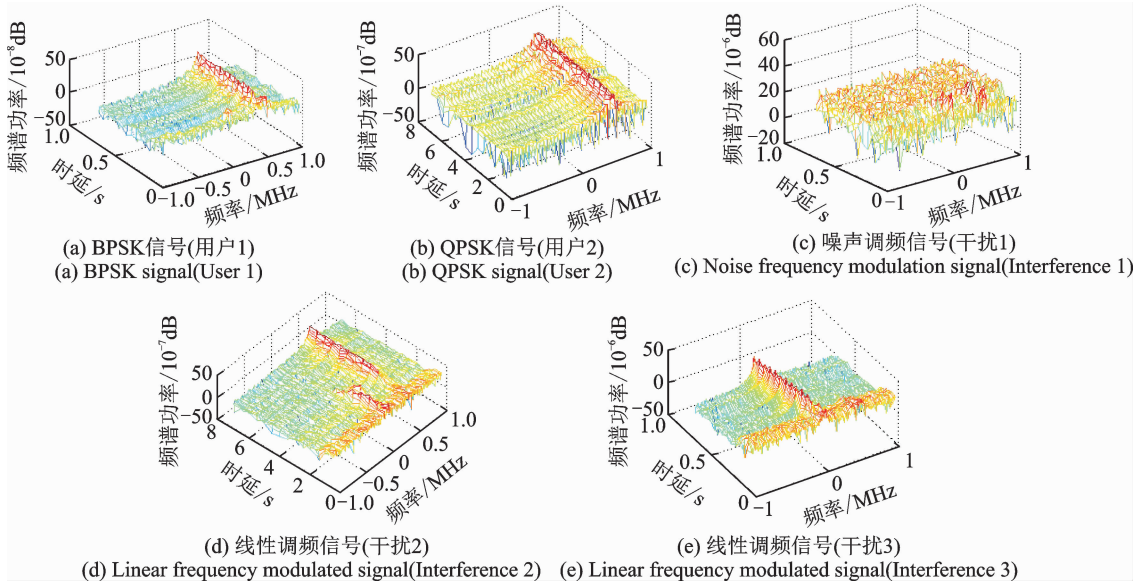 频谱功率/10⁻⁸dB
50
0
−50
1.0
0.5
0
时延/s
−1.0
−0.5
0
0.5
1.0
频率/MHz
(a) BPSK信号(用户1)
(a) BPSK signal(User 1)
频谱功率/10⁻⁷dB
50
0
−50
8
6
4
2
0
时延/s
−1
0
1
频率/MHz
(b) QPSK信号(用户2)
(b) QPSK signal(User 2)
频谱功率/10⁻⁶dB
60
40
20
0
−20
1.0
0.5
0
时延/s
−1
0
1
频率/MHz
(c) 噪声调频信号(干扰1)
(c) Noise frequency modulation signal(Interference 1)
频谱功率/10⁻⁷dB
50
0
−50
8
6
4
2
0
时延/s
−1.0
−0.5
0
0.5
1.0
频率/MHz
(d) 线性调频信号(干扰2)
(d) Linear frequency modulated signal(Interference 2)
频谱功率/10⁻⁶dB
50
0
−50
1.0
0.5
0
时延/s
−1
0
1
频率/MHz
(e) 线性调频信号(干扰3)
(e) Linear frequency modulated signal(Interference 3)